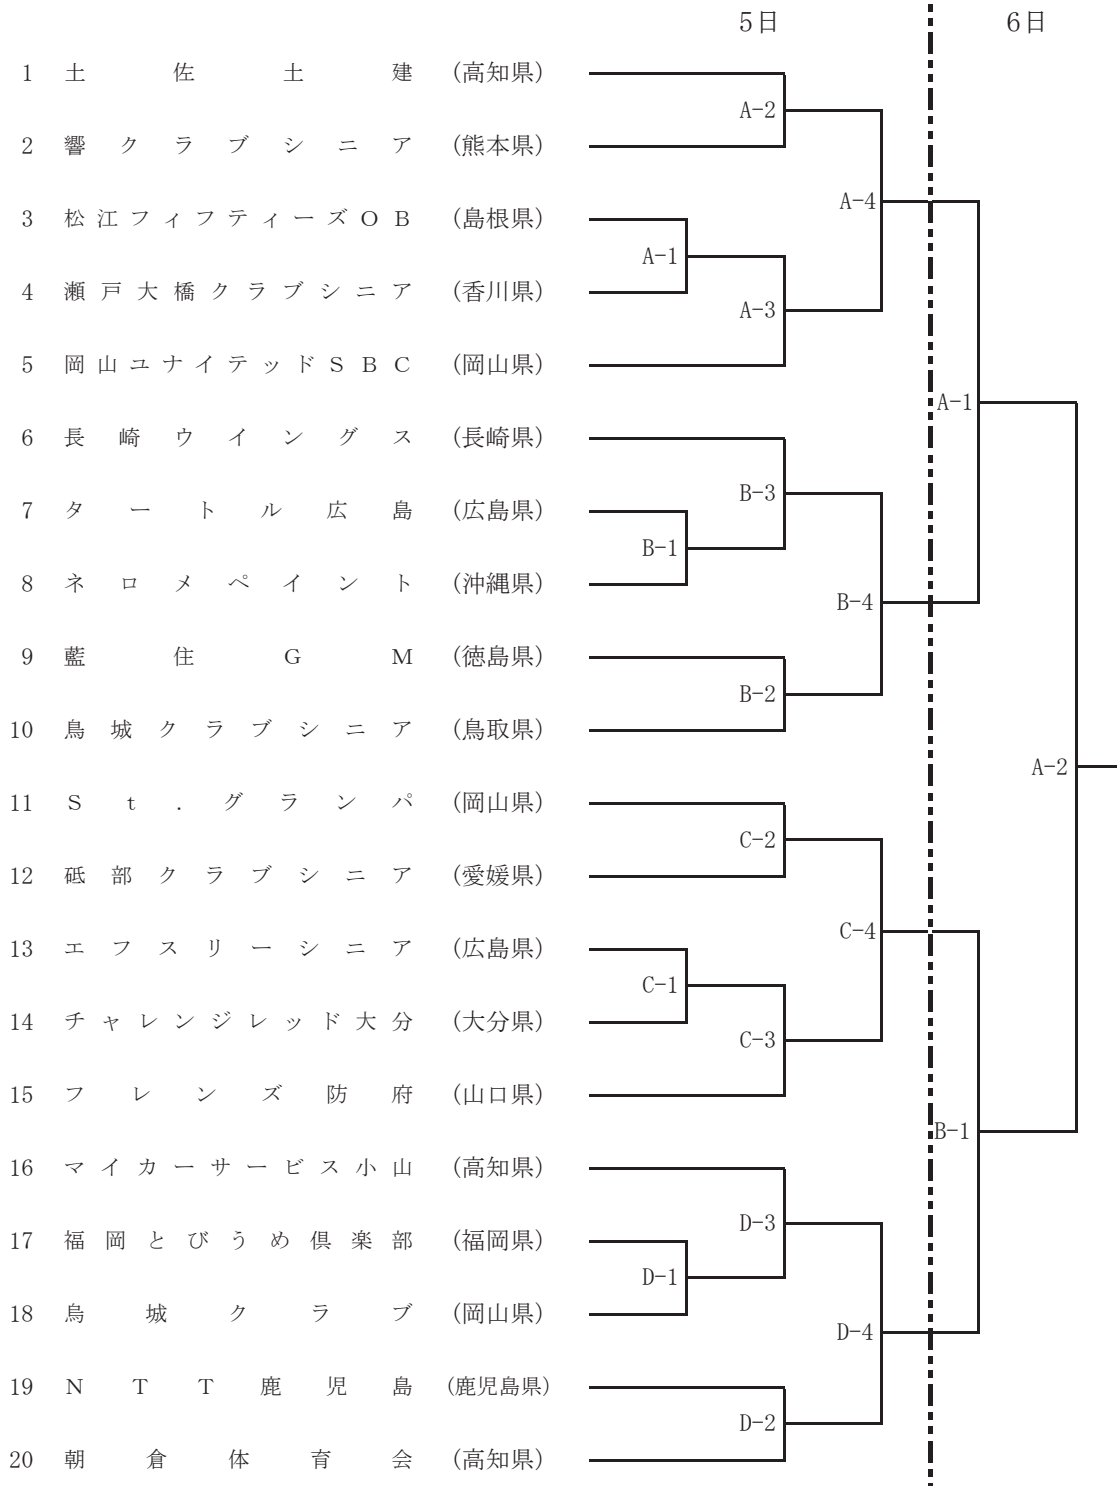 5日 6日
1 土佐土建 (高知県)
A-2
2 響クラブシニア (熊本県)
A-4
3 松江フィフティーズOB (島根県)
A-1
4 瀬戸大橋クラブシニア (香川県)
A-3
5 岡山ユナイテッドSBC (岡山県)
A-1
6 長崎ウイングス (長崎県)
B-3
7 タートル広島 (広島県)
B-1
8 ネロメペイント (沖縄県)
B-4
9 藍住GM (徳島県)
B-2
10 鳥城クラブシニア (鳥取県)
A-2
11 St.グランパ (岡山県)
C-2
12 砥部クラブシニア (愛媛県)
C-4
13 エフスリーシニア (広島県)
C-1
14 チャレンジレッド大分 (大分県)
C-3
15 フレンズ防府 (山口県)
B-1
16 マイカーサービス小山 (高知県)
D-3
17 福岡とびうめ倶楽部 (福岡県)
D-1
18 烏城クラブ (岡山県)
D-4
19 NTT鹿児島 (鹿児島県)
D-2
20 朝倉体育会 (高知県)